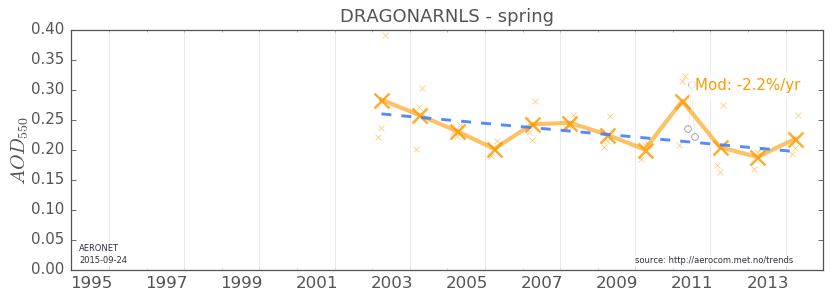 DRAGONARNLS - spring
0.40
0.35
0.30
0.25
0.20
0.15
0.10
0.05
0.00
AOD550
Mod: -2.2%/yr
AERONET
2015-09-24
source: http://aerocom.met.no/trends
1995 1997 1999 2001 2003 2005 2007 2009 2011 2013